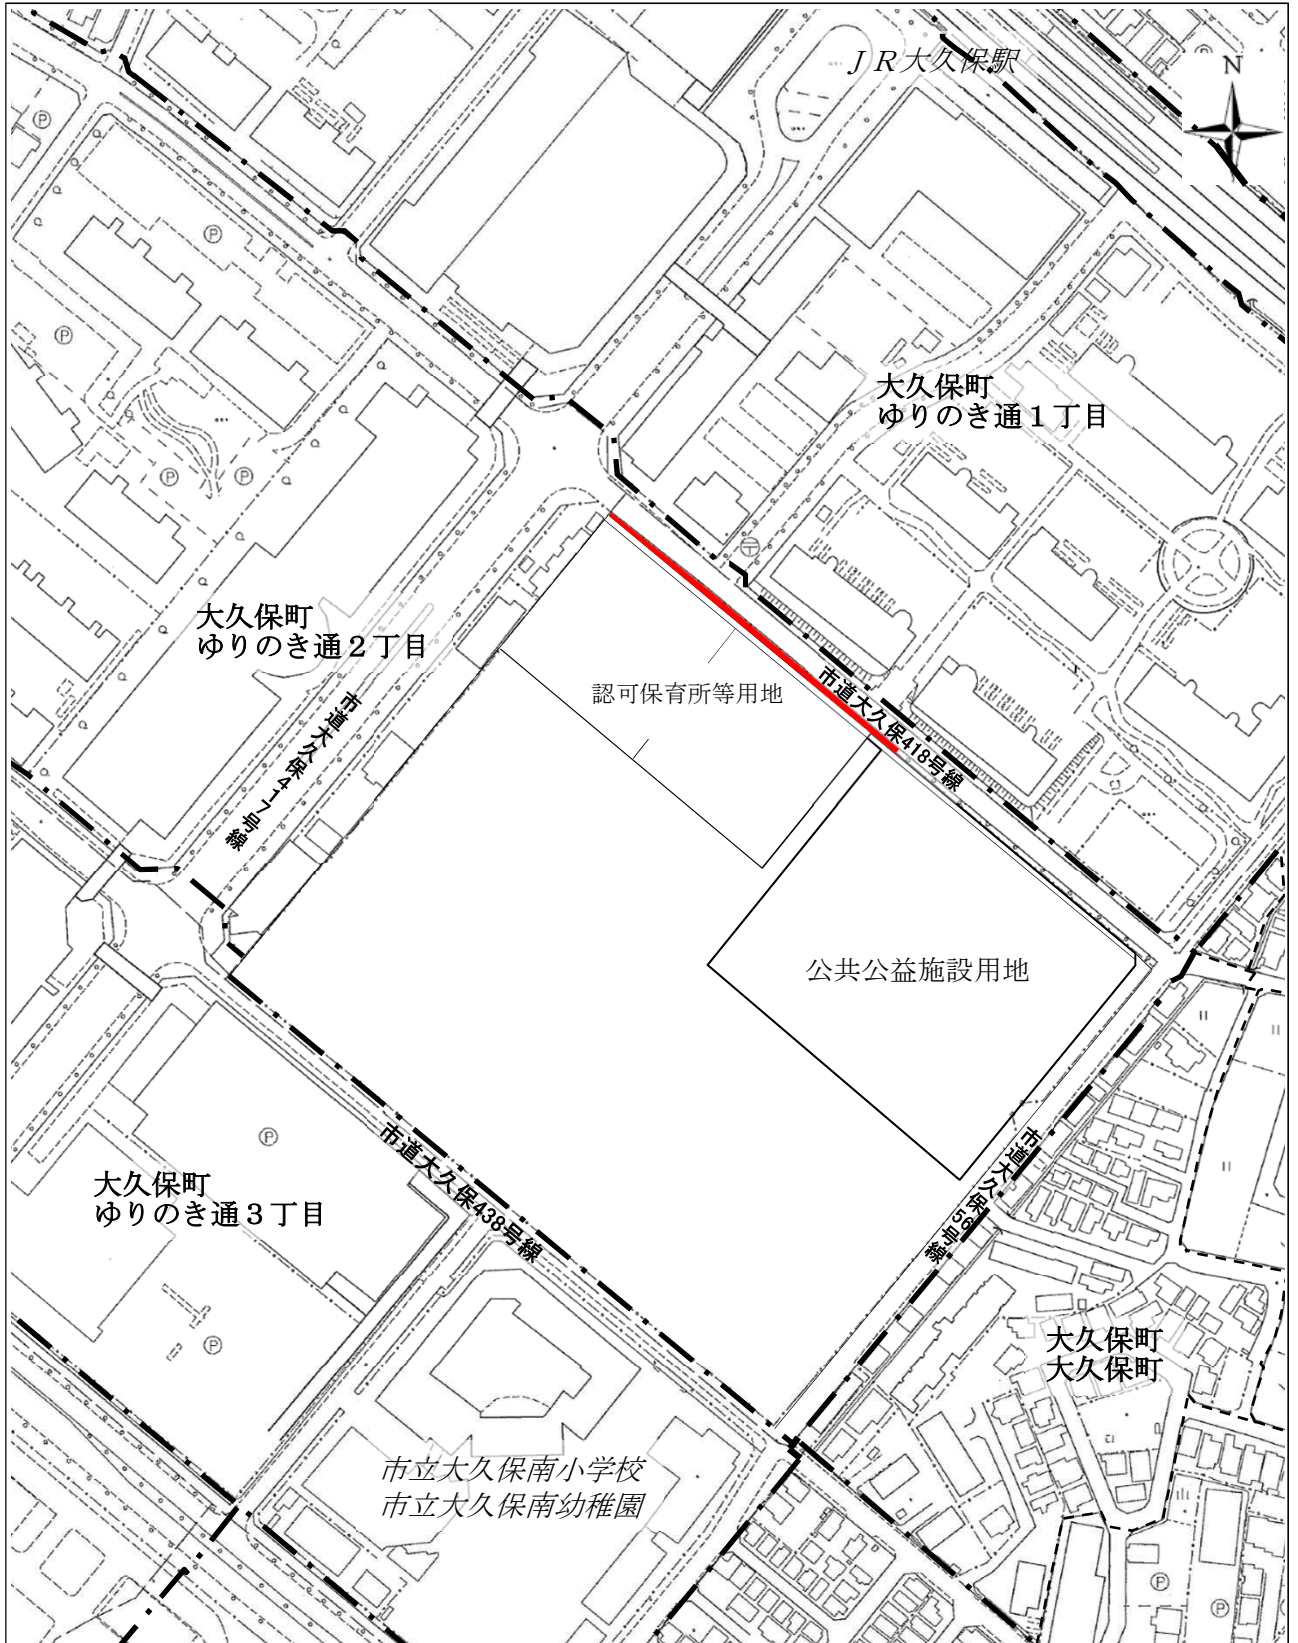 ＪＲ大久保駅
N
大久保町
ゆりのき通１丁目
大久保町
ゆりのき通２丁目
認可保育所等用地
市道大久保418号線
市道大久保417号線
公共公益施設用地
市道大久保56号線
市道大久保438号線
大久保町
ゆりのき通３丁目
大久保町
大久保町
市立大久保南小学校
市立大久保南幼稚園
Ⓟ
Ⓟ
Ⓟ
Ⓟ
Ⓟ
Ⓟ
Ⓟ
Ⓟ
Ⓟ